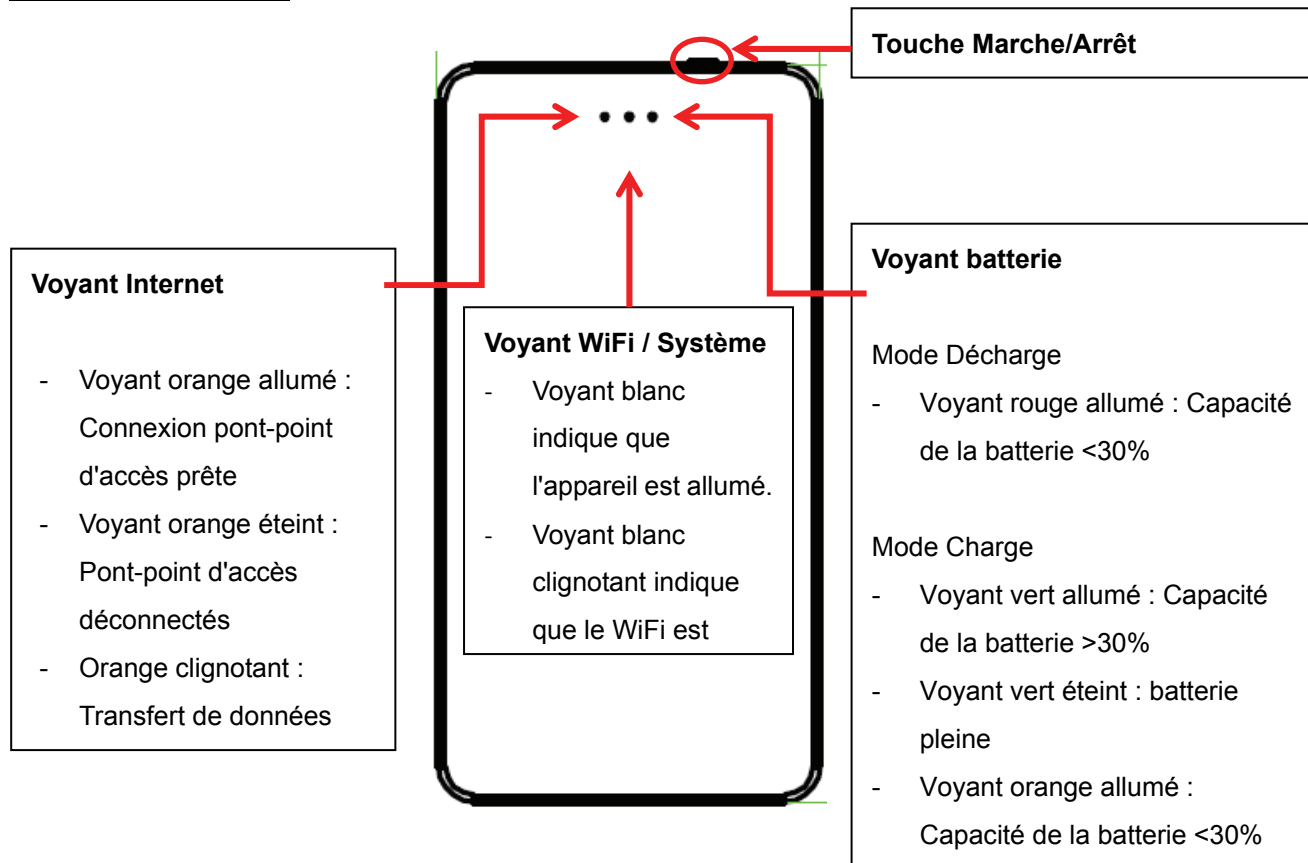 Touche Marche/Arrêt
Voyant Internet
- Voyant orange allumé :
Connexion pont-point
d'accès prête
- Voyant orange éteint :
Pont-point d'accès
déconnectés
- Orange clignotant :
Transfert de données
Voyant WiFi / Système
- Voyant blanc
indique que
l'appareil est allumé.
- Voyant blanc
clignotant indique
que le WiFi est
Voyant batterie
Mode Décharge
- Voyant rouge allumé : Capacité
de la batterie <30%
Mode Charge
- Voyant vert allumé : Capacité
de la batterie >30%
- Voyant vert éteint : batterie
pleine
- Voyant orange allumé :
Capacité de la batterie <30%